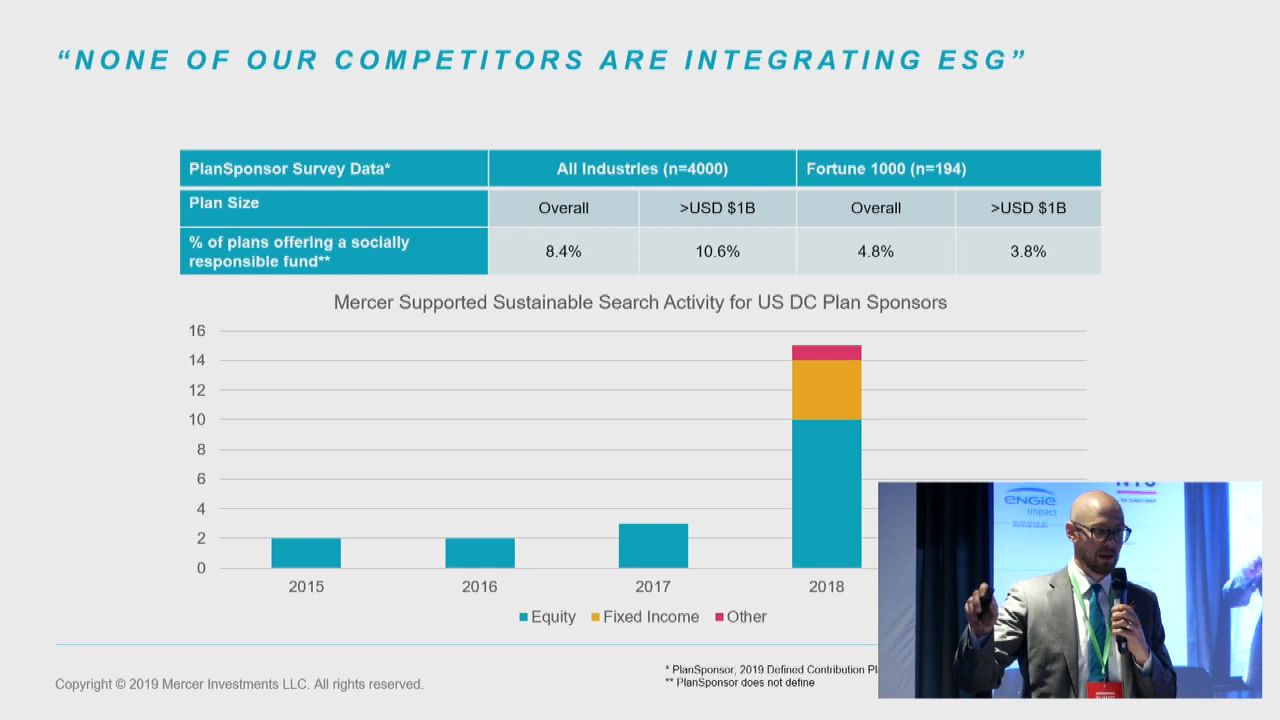 “NONE OF OUR COMPETITORS ARE INTEGRATING ESG”
PlanSponsor Survey Data* All Industries (n=4000) Fortune 1000 (n=194)
Plan Size Overall >USD $1B Overall >USD $1B
% of plans offering a socially
responsible fund** 8.4% 10.6% 4.8% 3.8%
Mercer Supported Sustainable Search Activity for US DC Plan Sponsors
16
14
12
10
8
6
4
2
0
2015 2016 2017 2018
Equity Fixed Income Other
ENGIE
Impact
* PlanSponsor, 2019 Defined Contribution
** PlanSponsor does not define
Copyright © 2019 Mercer Investments LLC. All rights reserved.